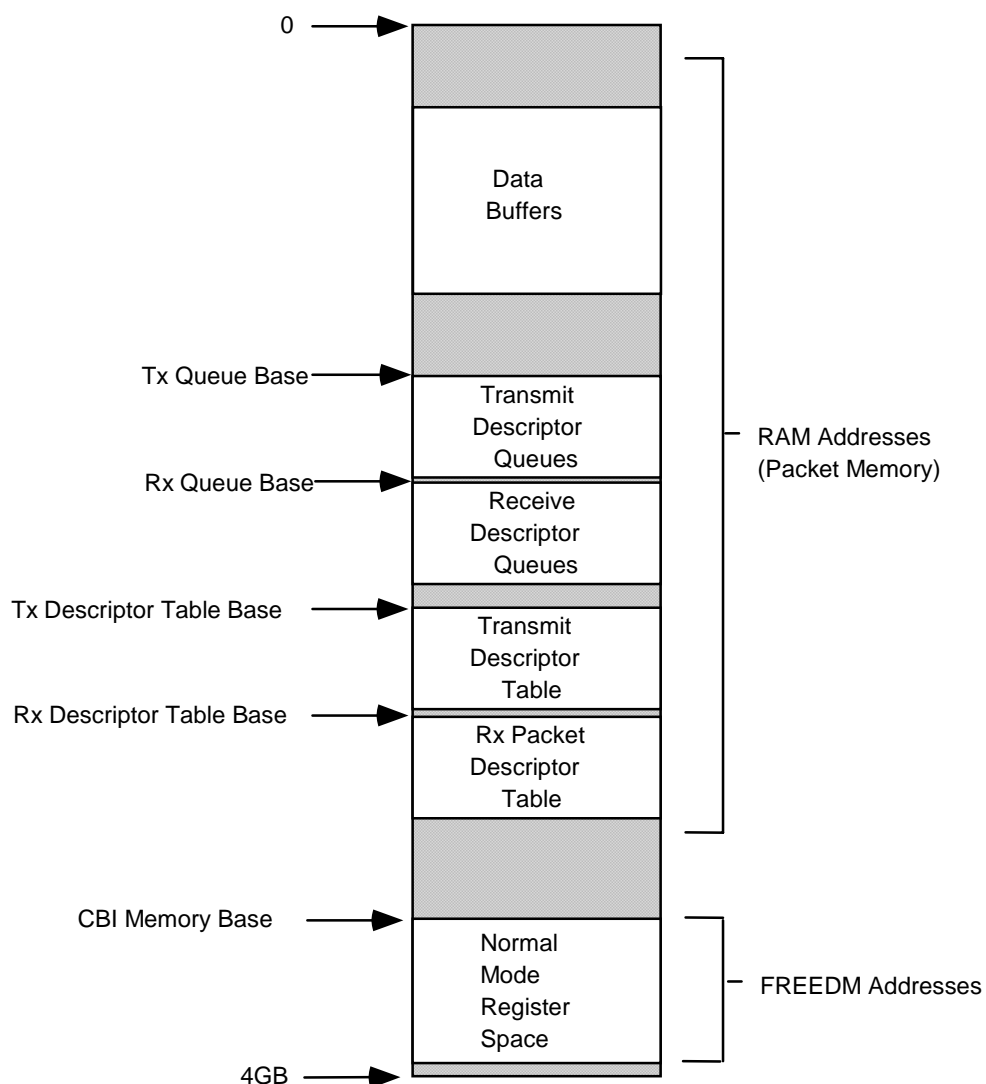 0
Data
Buffers
Tx Queue Base
Transmit
Descriptor
Queues
RAM Addresses
(Packet Memory)
Rx Queue Base
Receive
Descriptor
Queues
Tx Descriptor Table Base
Transmit
Descriptor
Table
Rx Descriptor Table Base
Rx Packet
Descriptor
Table
CBI Memory Base
Normal
Mode
Register
Space
FREEDM Addresses
4GB